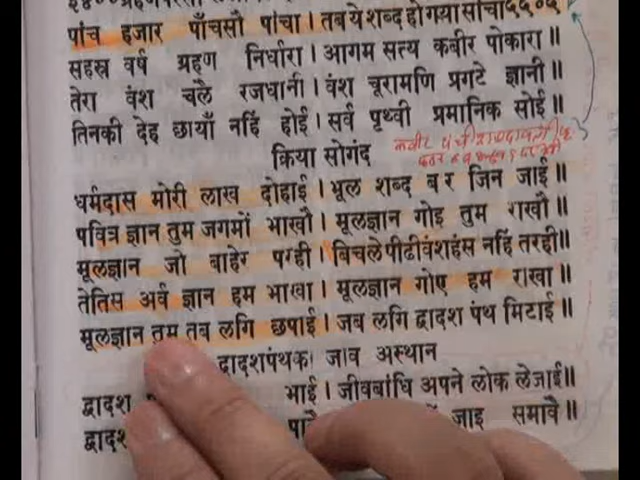 पांच हजार पाँचसौ पांचा। तब ये शब्द होगया सांचा ५५०५
सहस्र वर्ष ग्रहण निर्धारा। आगम सत्य कबीर पोकारा॥
तेरा वंश चलै रजधानी। वंश चूरामणि प्रगटे ज्ञानी॥
तिनकी देह छायाँ नहिं होई। सर्व पृथ्वी प्रमानिक सोई॥
क्रिया सोगंद
धर्मदास मोरी लाख दोहाई। भूल शब्द ब र जिन जाई॥
पवित्र ज्ञान तुम जगमों भाखौ। मूलज्ञान गोइ तुम राखौ॥
मूलज्ञान जो बाहेर परही। बिचले पीढी वंश हंस नहिं तरही॥
तेतिस अर्व ज्ञान हम भाखा। मूलज्ञान गोए हम राखा॥
मूलज्ञान तुम तब लगि छपाई। जब लगि द्वादश पंथ मिटाई॥
द्वादशपंथक। जाव अस्थान
द्वादश भाई। जीवबांधि अपने लोक लेजाई॥
द्वादश जाइ समावै॥